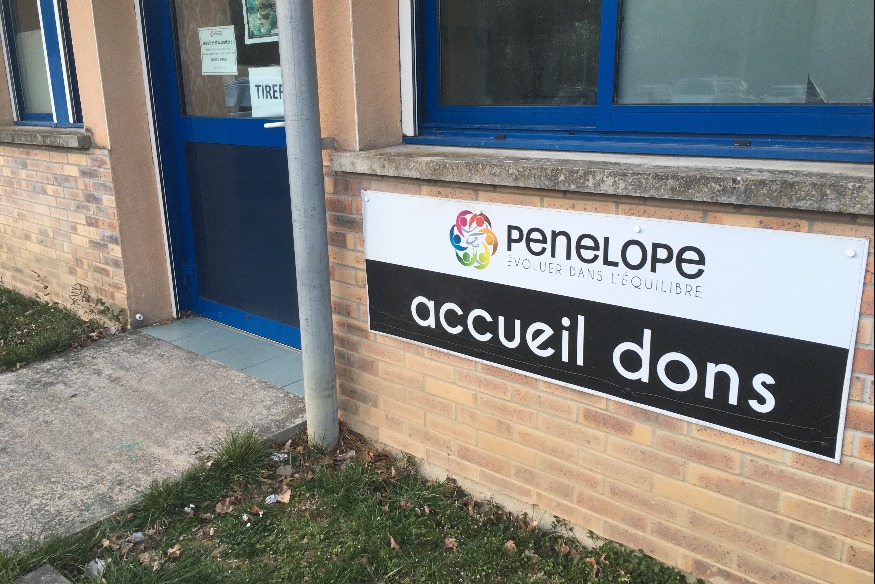 TIRER
PENELOPE
ÉVOLUER DANS L'ÉQUILIBRE
accueil dons